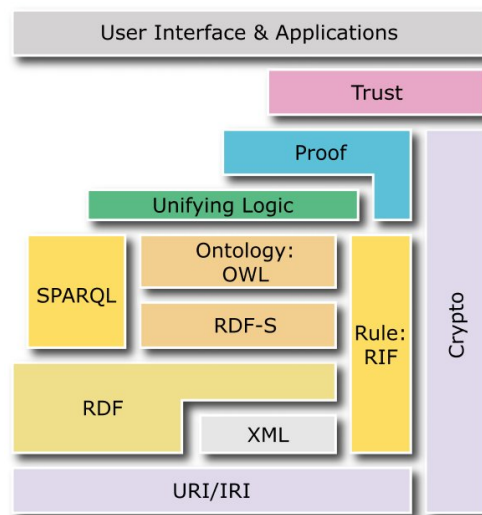 User Interface & Applications
Trust
Proof
Unifying Logic
Ontology:
OWL
SPARQL
RDF-S
Rule:
RIF
Crypto
RDF
XML
URI/IRI